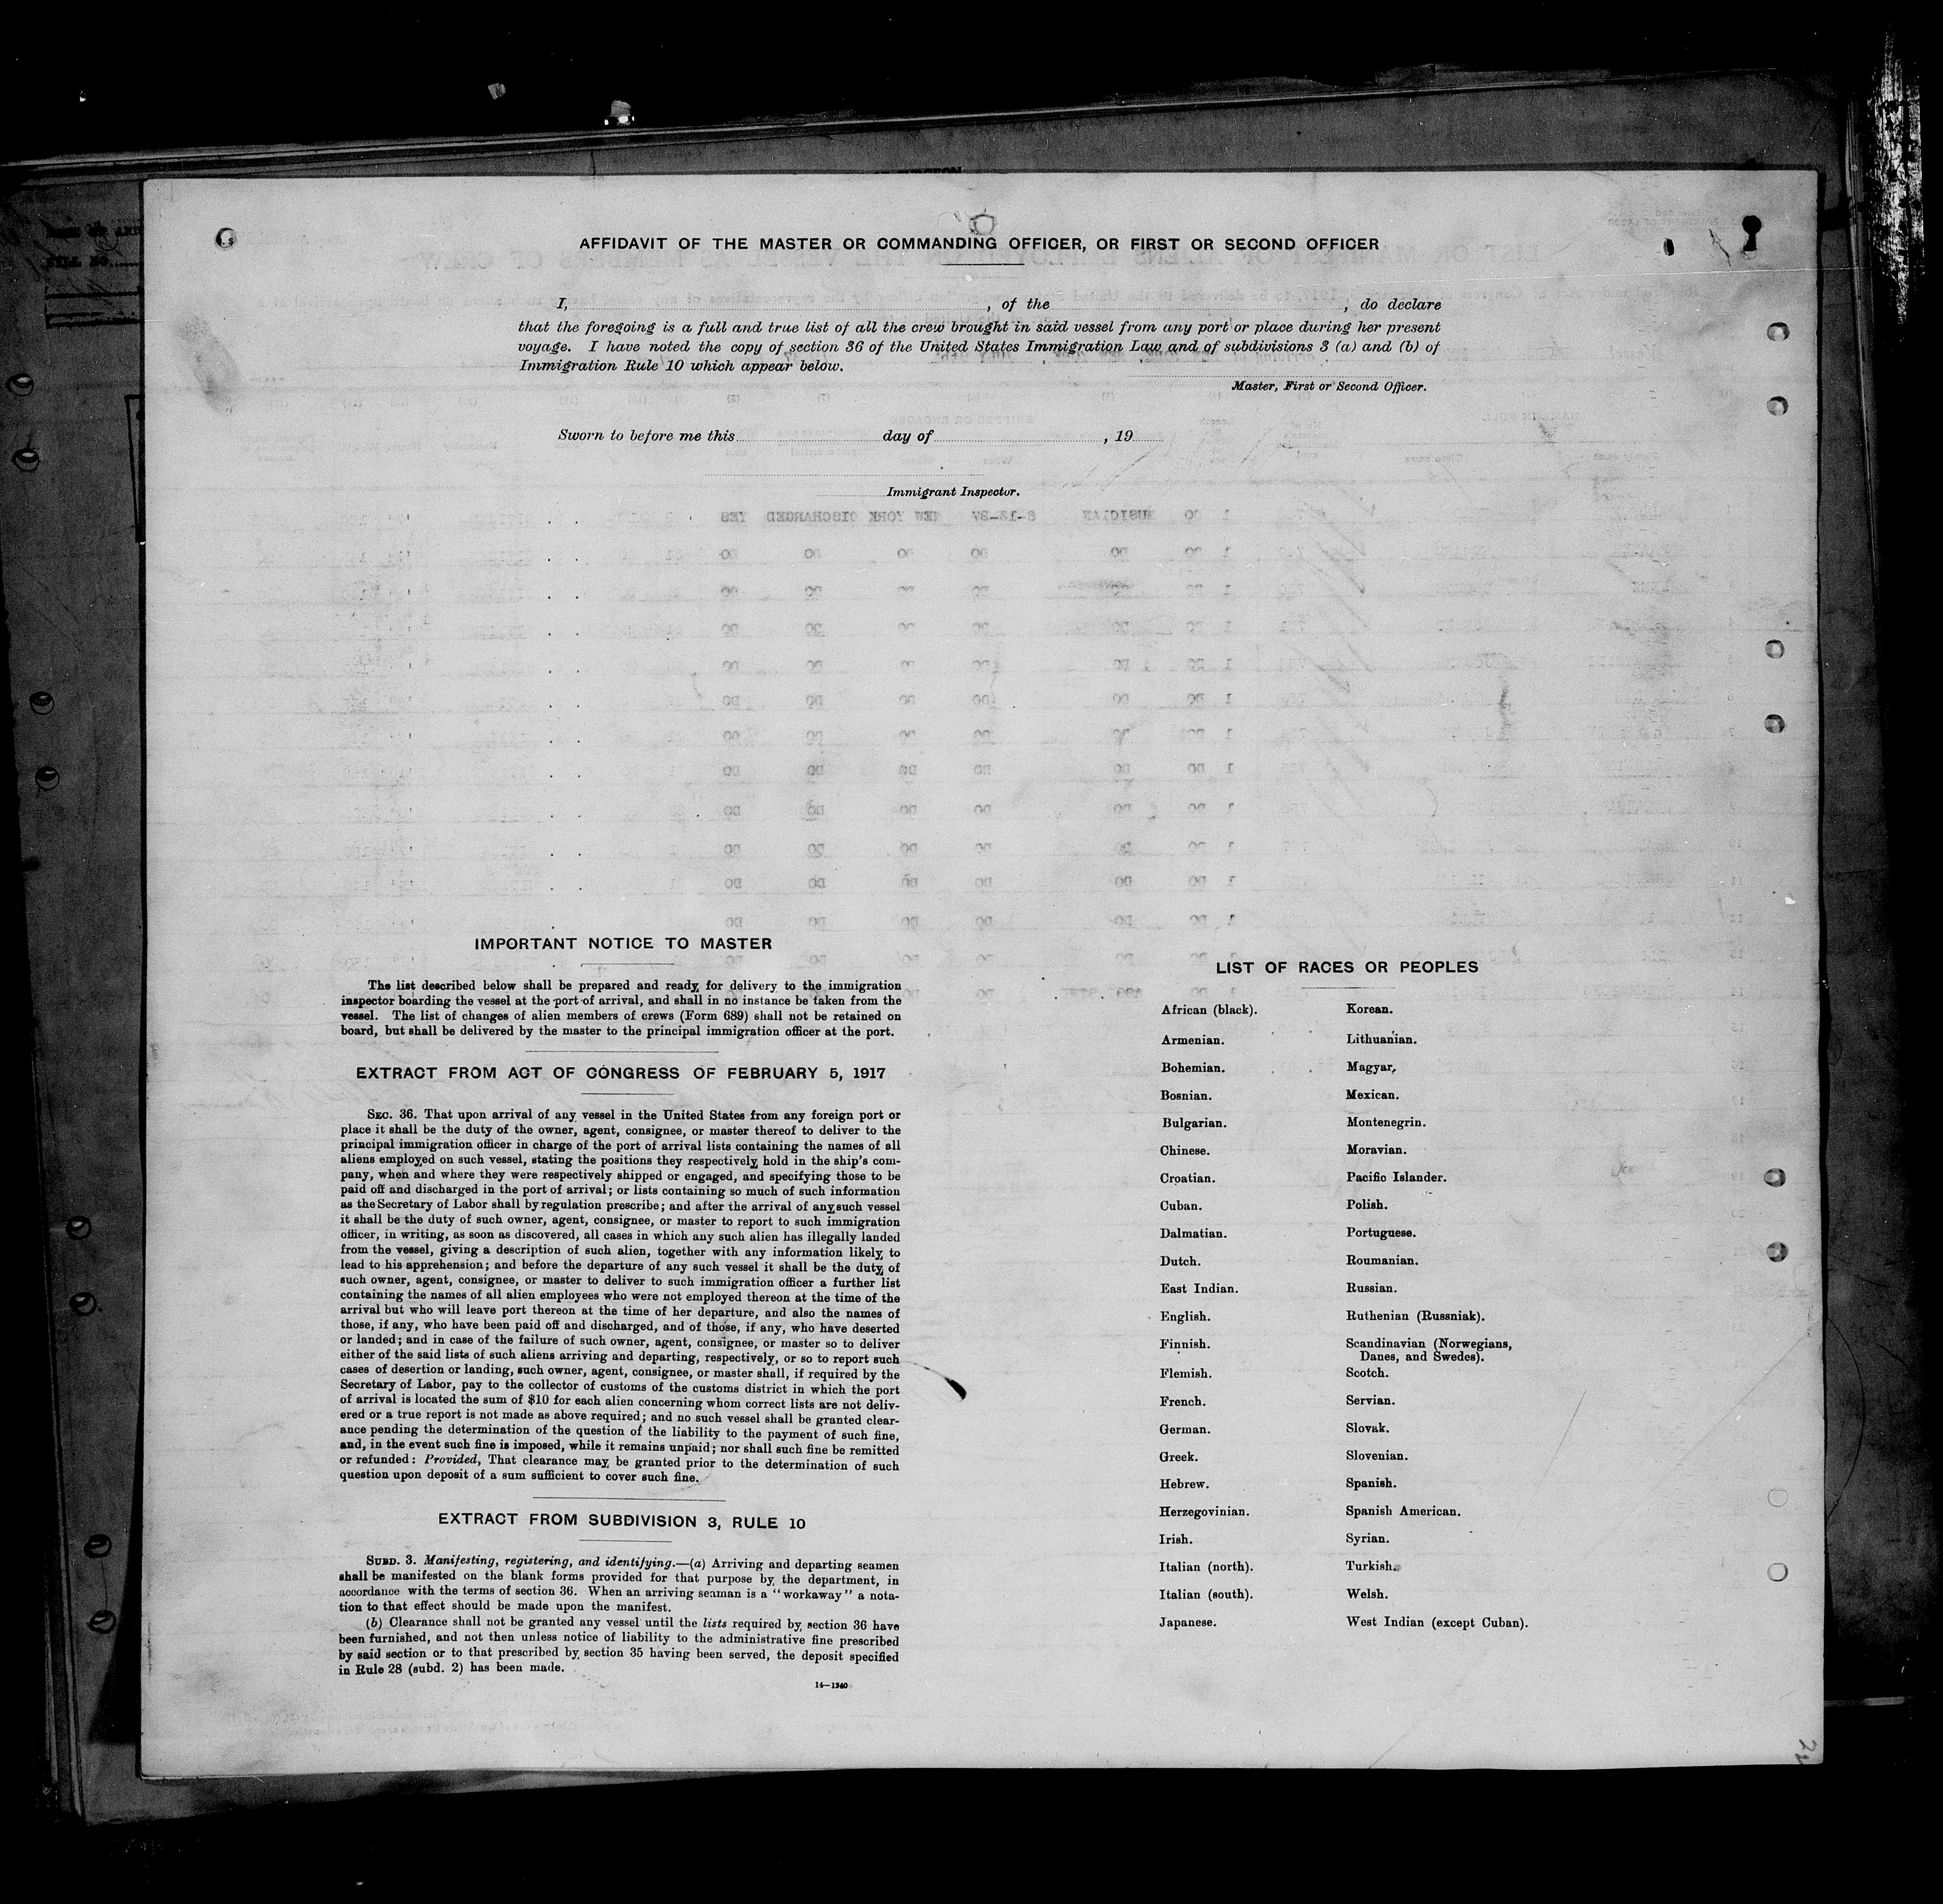 AFFIDAVIT OF THE MASTER OR COMMANDING OFFICER, OR FIRST OR SECOND OFFICER
I, , of the , do declare
that the foregoing is a full and true list of all the crew brought in said vessel from any port or place during her present
voyage. I have noted the copy of section 36 of the United States Immigration Law and of subdivisions 3 (a) and (b) of
Immigration Rule 10 which appear below.
Master, First or Second Officer.
Sworn to before me this day of , 19
Immigrant Inspector.
IMPORTANT NOTICE TO MASTER
The list described below shall be prepared and ready for delivery to the immigration
inspector boarding the vessel at the port of arrival, and shall in no instance be taken from the
vessel. The list of changes of alien members of crews (Form 689) shall not be retained on
board, but shall be delivered by the master to the principal immigration officer at the port.
EXTRACT FROM ACT OF CONGRESS OF FEBRUARY 5, 1917
SEC. 36. That upon arrival of any vessel in the United States from any foreign port or
place it shall be the duty of the owner, agent, consignee, or master thereof to deliver to the
principal immigration officer in charge of the port of arrival lists containing the names of all
aliens employed on such vessel, stating the positions they respectively hold in the ship's com-
pany, when and where they were respectively shipped or engaged, and specifying those to be
paid off and discharged in the port of arrival; or lists containing so much of such information
as the Secretary of Labor shall by regulation prescribe; and after the arrival of any such vessel
it shall be the duty of such owner, agent, consignee, or master to report to such immigration
officer, in writing, as soon as discovered, all cases in which any such alien has illegally landed
from the vessel, giving a description of such alien, together with any information likely to
lead to his apprehension; and before the departure of any such vessel it shall be the duty of
such owner, agent, consignee, or master to deliver to such immigration officer a further list
containing the names of all alien employees who were not employed thereon at the time of the
arrival but who will leave port thereon at the time of her departure, and also the names of
those, if any, who have been paid off and discharged, and of those, if any, who have deserted
or landed; and in case of the failure of such owner, agent, consignee, or master so to deliver
either of the said lists of such aliens arriving and departing, respectively, or so to report such
cases of desertion or landing, such owner, agent, consignee, or master shall, if required by the
Secretary of Labor, pay to the collector of customs of the customs district in which the port
of arrival is located the sum of $10 for each alien concerning whom correct lists are not deliv-
ered or a true report is not made as above required; and no such vessel shall be granted clear-
ance pending the determination of the question of the liability to the payment of such fine,
and, in the event such fine is imposed, while it remains unpaid; nor shall such fine be remitted
or refunded: Provided, That clearance may be granted prior to the determination of such
question upon deposit of a sum sufficient to cover such fine.
EXTRACT FROM SUBDIVISION 3, RULE 10
SUBD. 3. Manifesting, registering, and identifying.—(a) Arriving and departing seamen
shall be manifested on the blank forms provided for that purpose by the department, in
accordance with the terms of section 36. When an arriving seaman is a "workaway" a nota-
tion to that effect should be made upon the manifest.
(b) Clearance shall not be granted any vessel until the lists required by section 36 have
been furnished, and not then unless notice of liability to the administrative fine prescribed
by said section or to that prescribed by section 35 having been served, the deposit specified
in Rule 28 (subd. 2) has been made.
14—1240
LIST OF RACES OR PEOPLES
African (black).
Armenian.
Bohemian.
Bosnian.
Bulgarian.
Chinese.
Croatian.
Cuban.
Dalmatian.
Dutch.
East Indian.
English.
Finnish.
Flemish.
French.
German.
Greek.
Hebrew.
Herzegovinian.
Irish.
Italian (north).
Italian (south).
Japanese.
Korean.
Lithuanian.
Magyar.
Mexican.
Montenegrin.
Moravian.
Pacific Islander.
Polish.
Portuguese.
Roumanian.
Russian.
Ruthenian (Russniak).
Scandinavian (Norwegians,
Danes, and Swedes).
Scotch.
Servian.
Slovak.
Slovenian.
Spanish.
Spanish American.
Syrian.
Turkish.
Welsh.
West Indian (except Cuban).